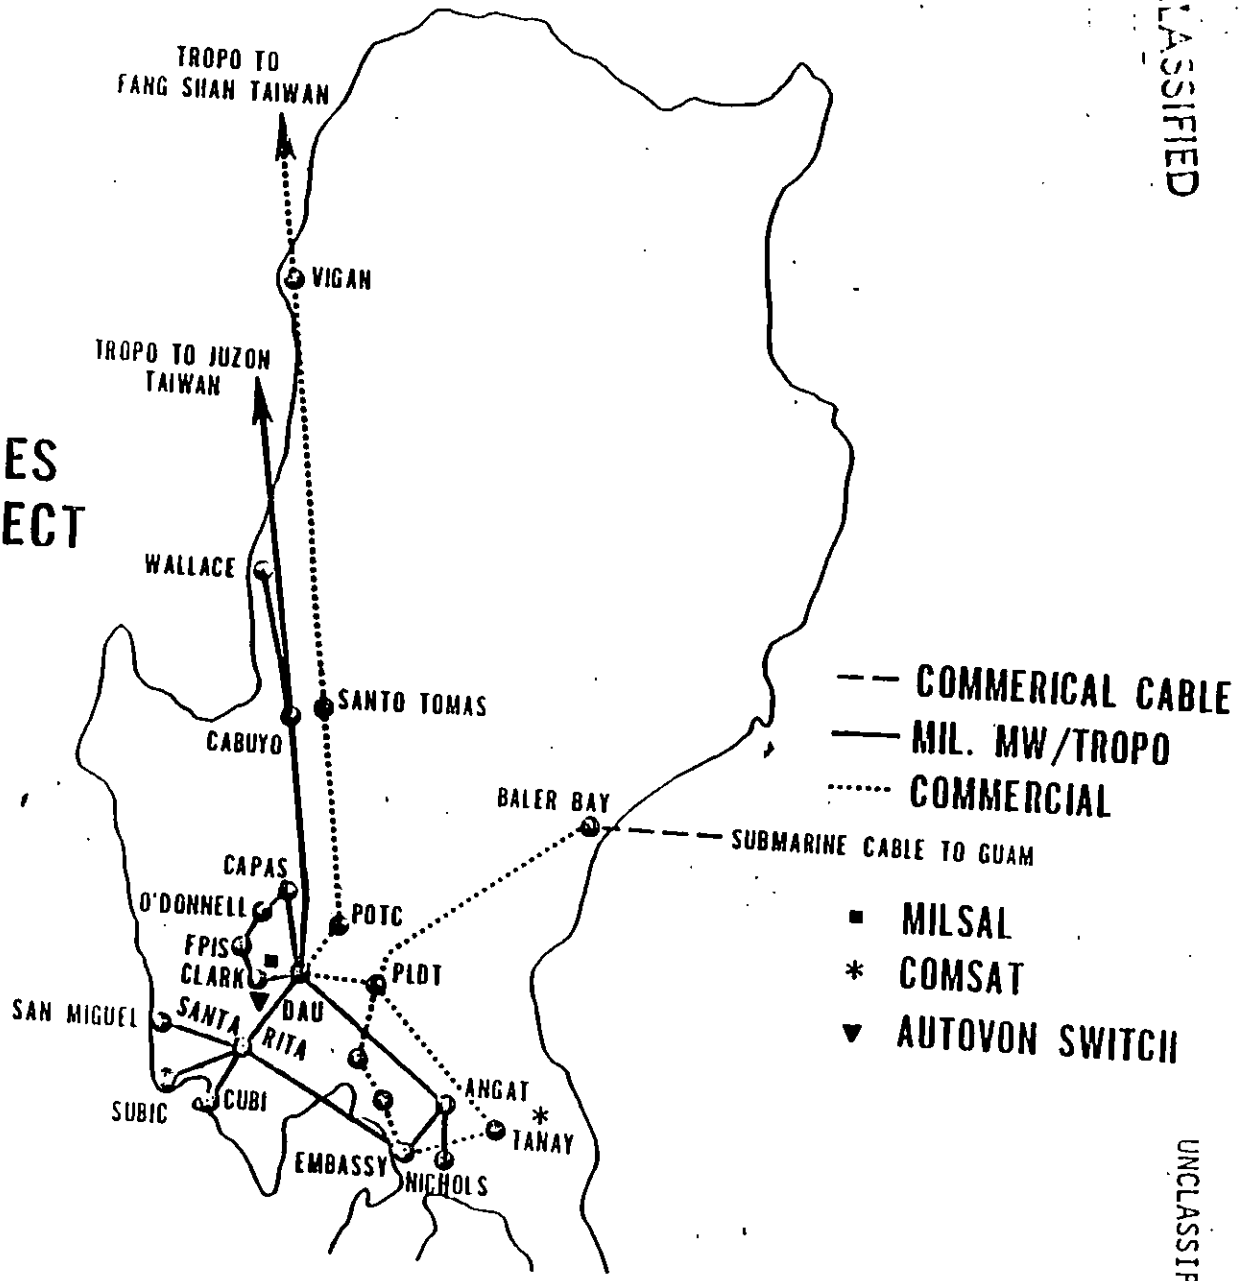 LASSIFIED
TROPO TO
FANG SHAN TAIWAN
VIGAN
TROPO TO JUZON
TAIWAN
ES
ECT
WALLACE
SANTO TOMAS
CABUYO
COMMERICAL CABLE
MIL. MW/TROPO
COMMERCIAL
BALER BAY
SUBMARINE CABLE TO GUAM
CAPAS
O'DONNELL
POTC
FPIS
CLARK
PLDT
DAU
SAN MIGUEL
SANTA
RITA
MILSAL
* COMSAT
AUTOVON SWITCH
SUBIC
CUBI
ANGAT
*
TANAY
EMBASSY
NICHOLS
UNCLASSIF